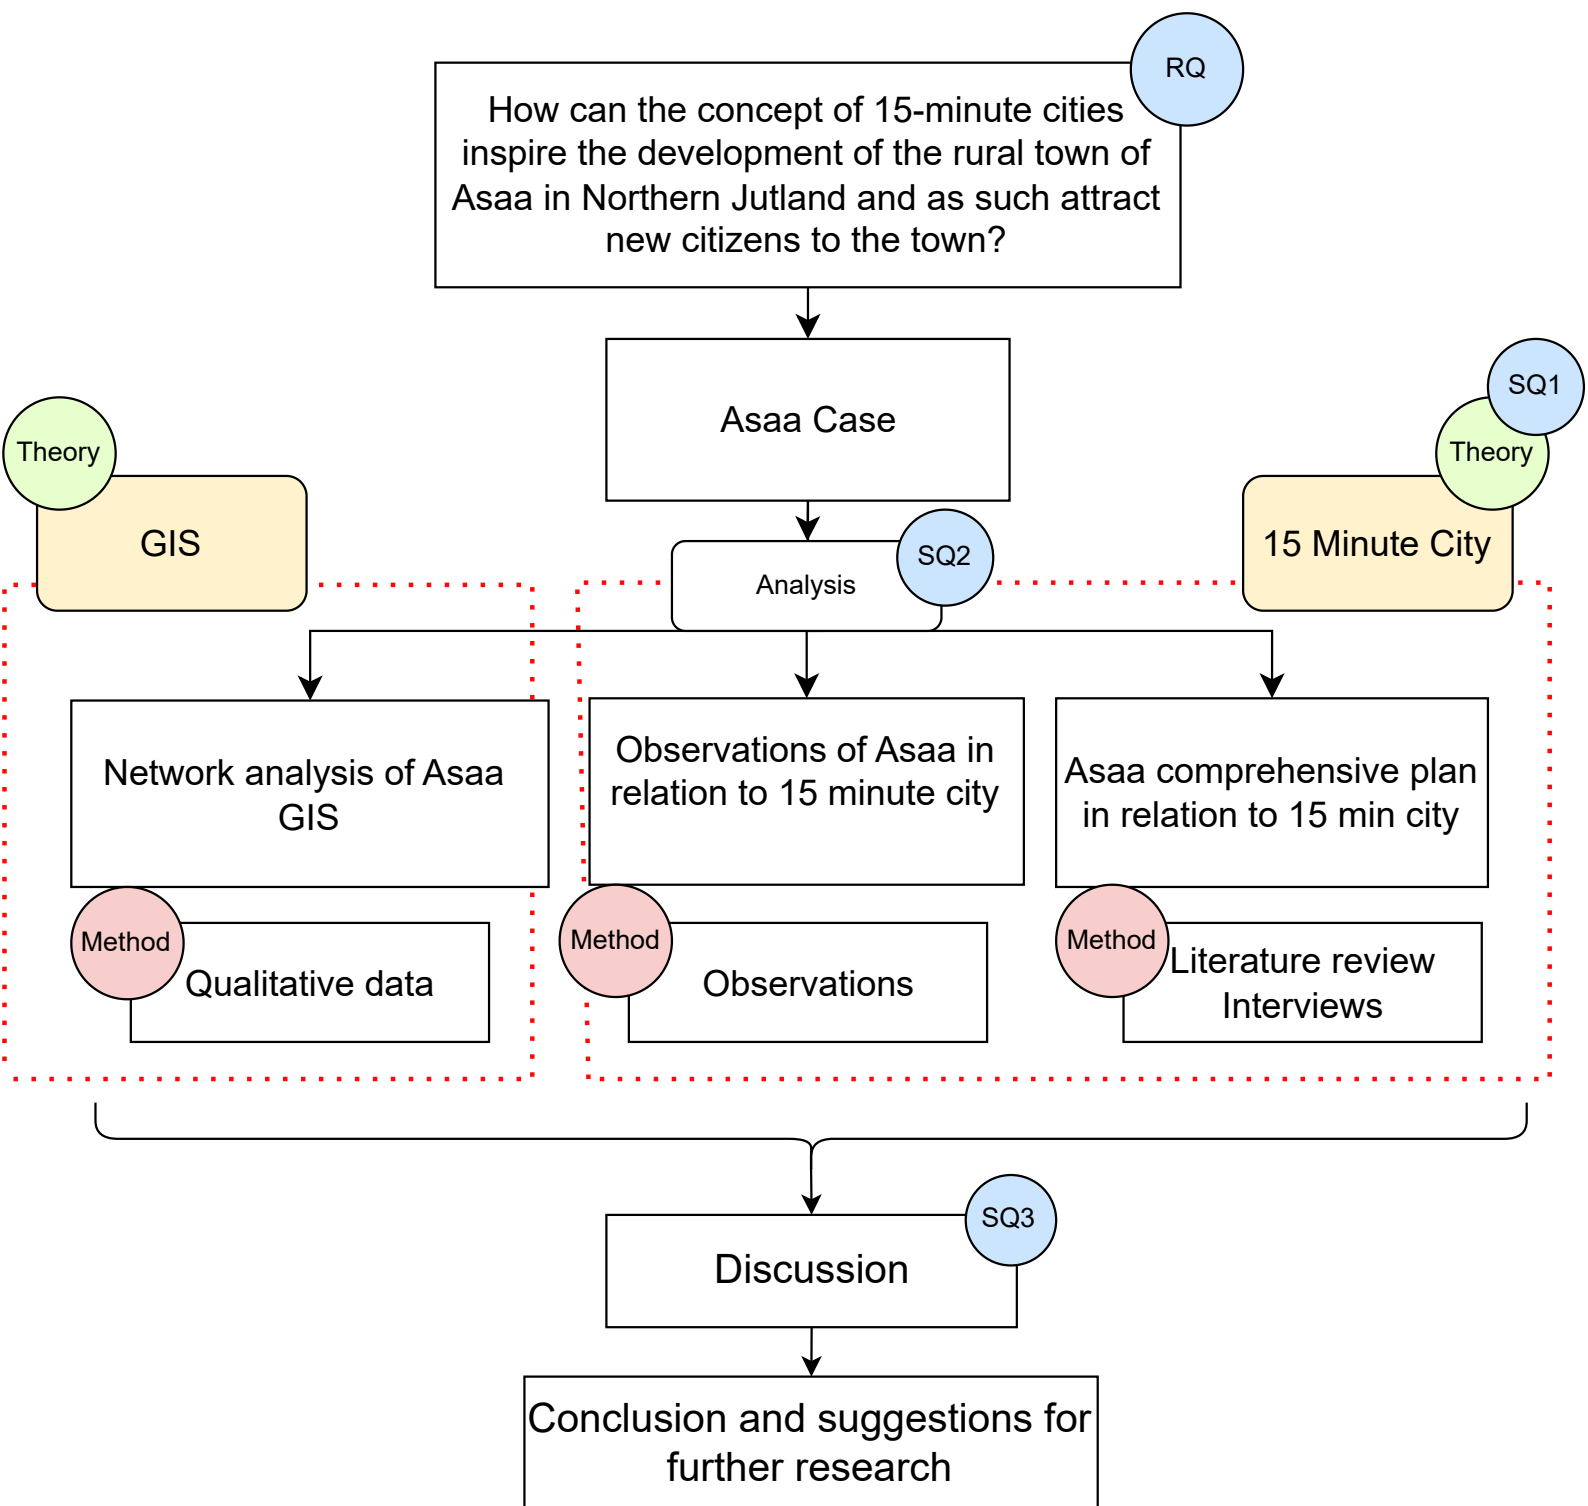 RQ
How can the concept of 15-minute cities
inspire the development of the rural town of
Asaa in Northern Jutland and as such attract
new citizens to the town?
Asaa Case
SQ1
Theory
Theory
GIS
15 Minute City
SQ2
Analysis
Network analysis of Asaa
GIS
Observations of Asaa in
relation to 15 minute city
Asaa comprehensive plan
in relation to 15 min city
Method
Qualitative data
Method
Observations
Method
Literature review
Interviews
SQ3
Discussion
Conclusion and suggestions for
further research